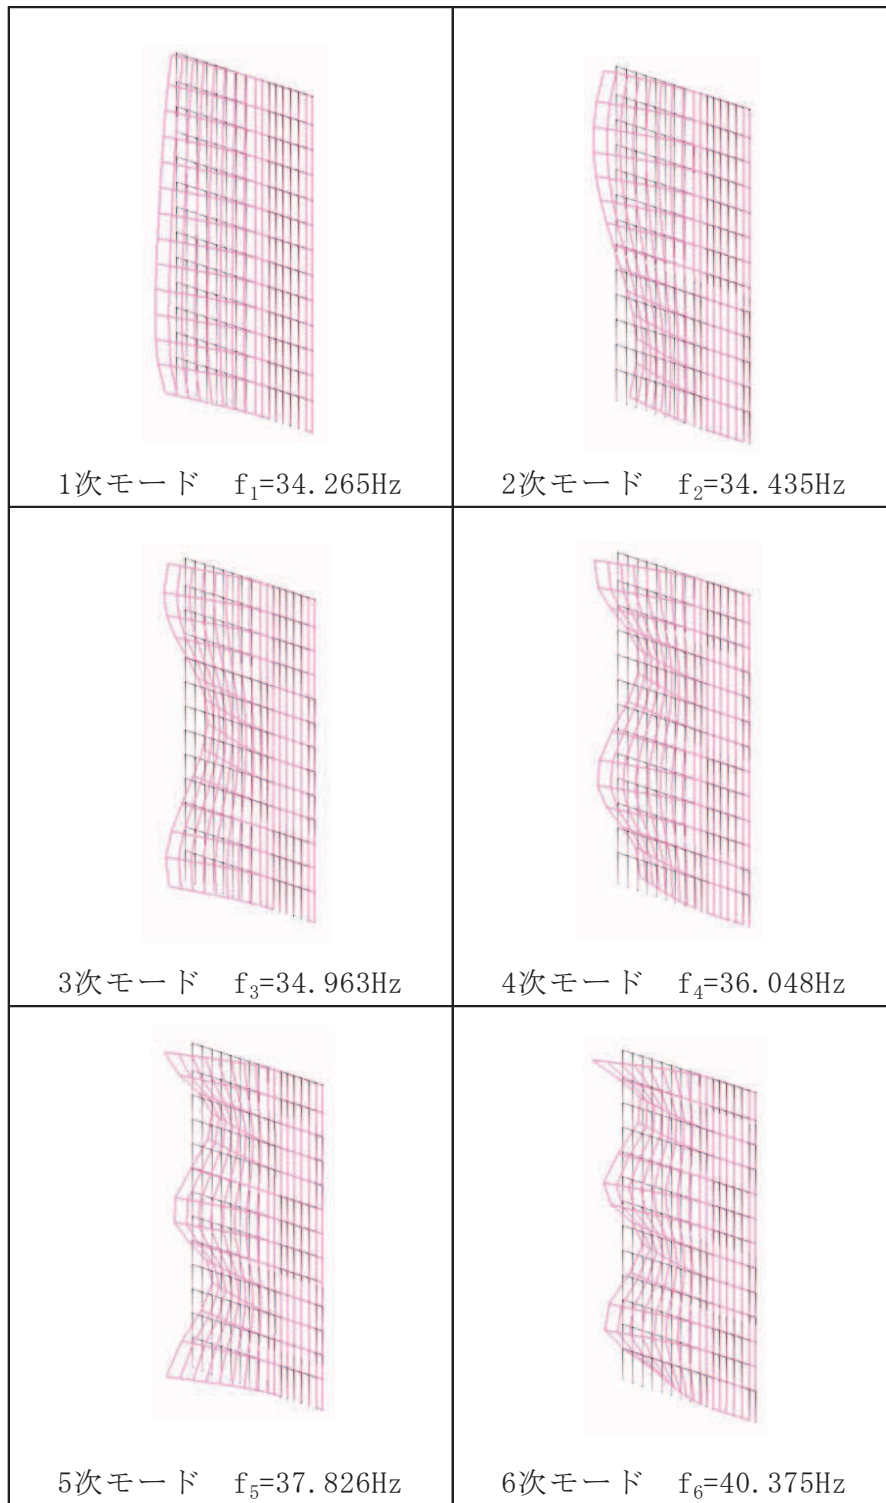 1次モード f₁=34.265Hz
2次モード f₂=34.435Hz
3次モード f₃=34.963Hz
4次モード f₄=36.048Hz
5次モード f₅=37.826Hz
6次モード f₆=40.375Hz